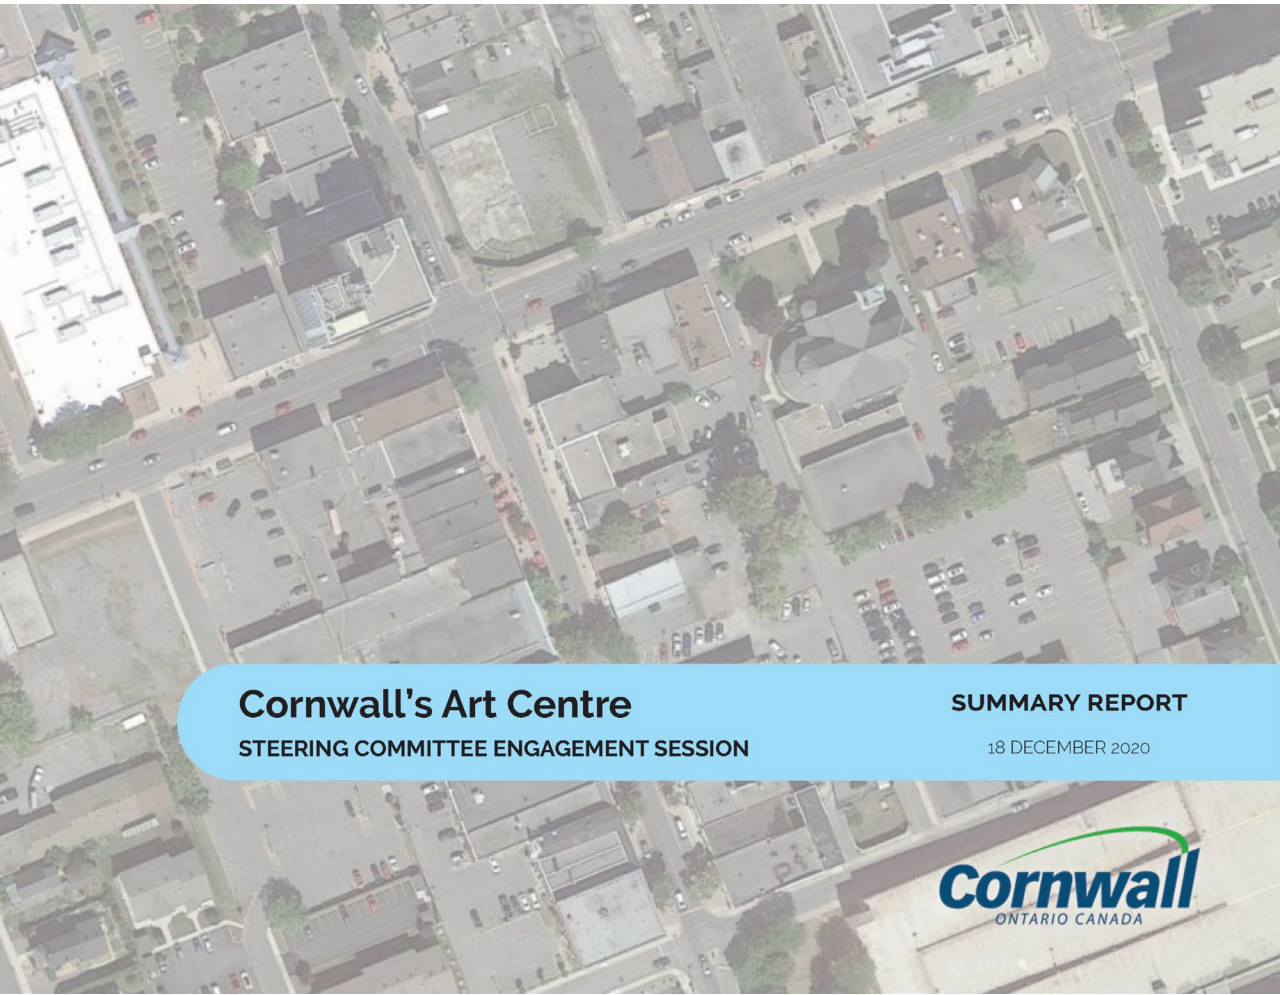 Cornwall's Art Centre
STEERING COMMITTEE ENGAGEMENT SESSION
SUMMARY REPORT
18 DECEMBER 2020
Cornwall
ONTARIO CANADA